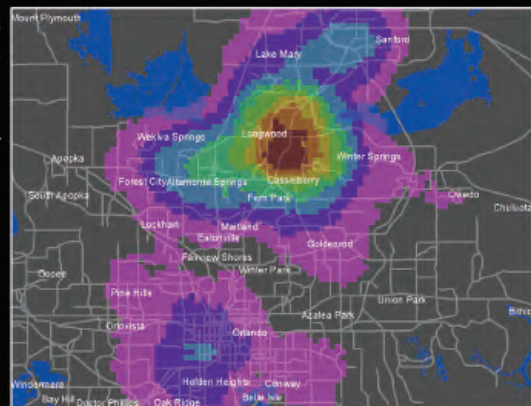 Mount Plymouth
Sanford
Lake Mary
Wekiva Springs
Longwood
Winter Springs
Apopka
Forest City
Altamonte Springs
Casselberry
South Apopka
Fern Park
Oviedo
Chuluota
Lockhart
Maitland
Eatonville
Goldenrod
Fairview Shores
Winter Park
Ocoee
Pine Hills
Union Park
Azalea Park
Bithlo
Orlovista
Orlando
Windermere
Holden Heights
Conway
Bay Hill
Doctor Phillips
Oak Ridge
Belle Isle